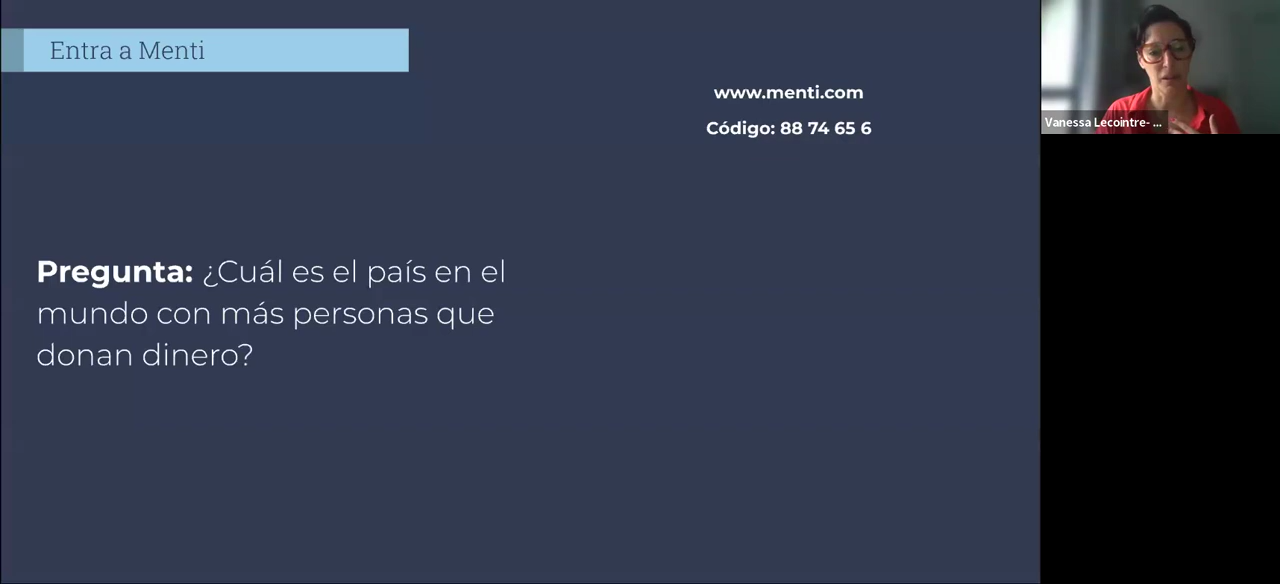 Entra a Menti
www.menti.com
Código: 88 74 65 6
Pregunta: ¿Cuál es el país en el
mundo con más personas que
donan dinero?
Vanessa Lecointre- ...